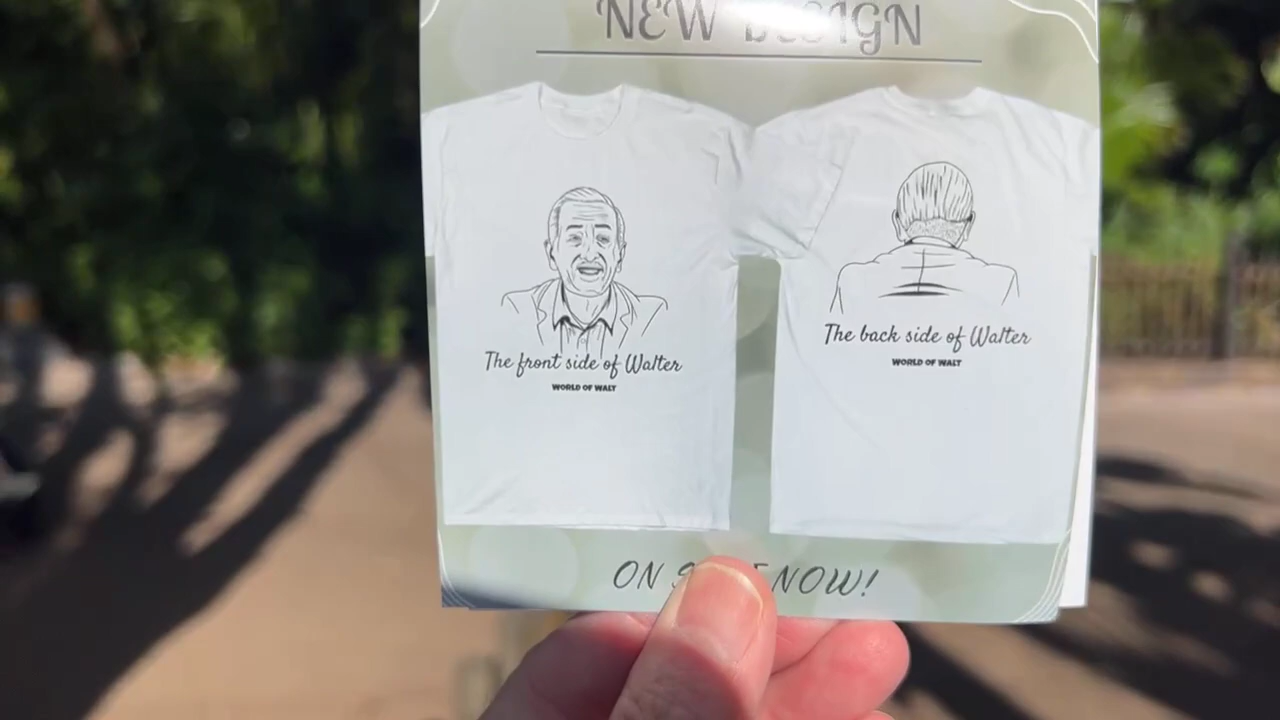 NEW DESIGN
The front side of Walter
WORLD OF WALT
The back side of Walter
WORLD OF WALT
ON NOW!